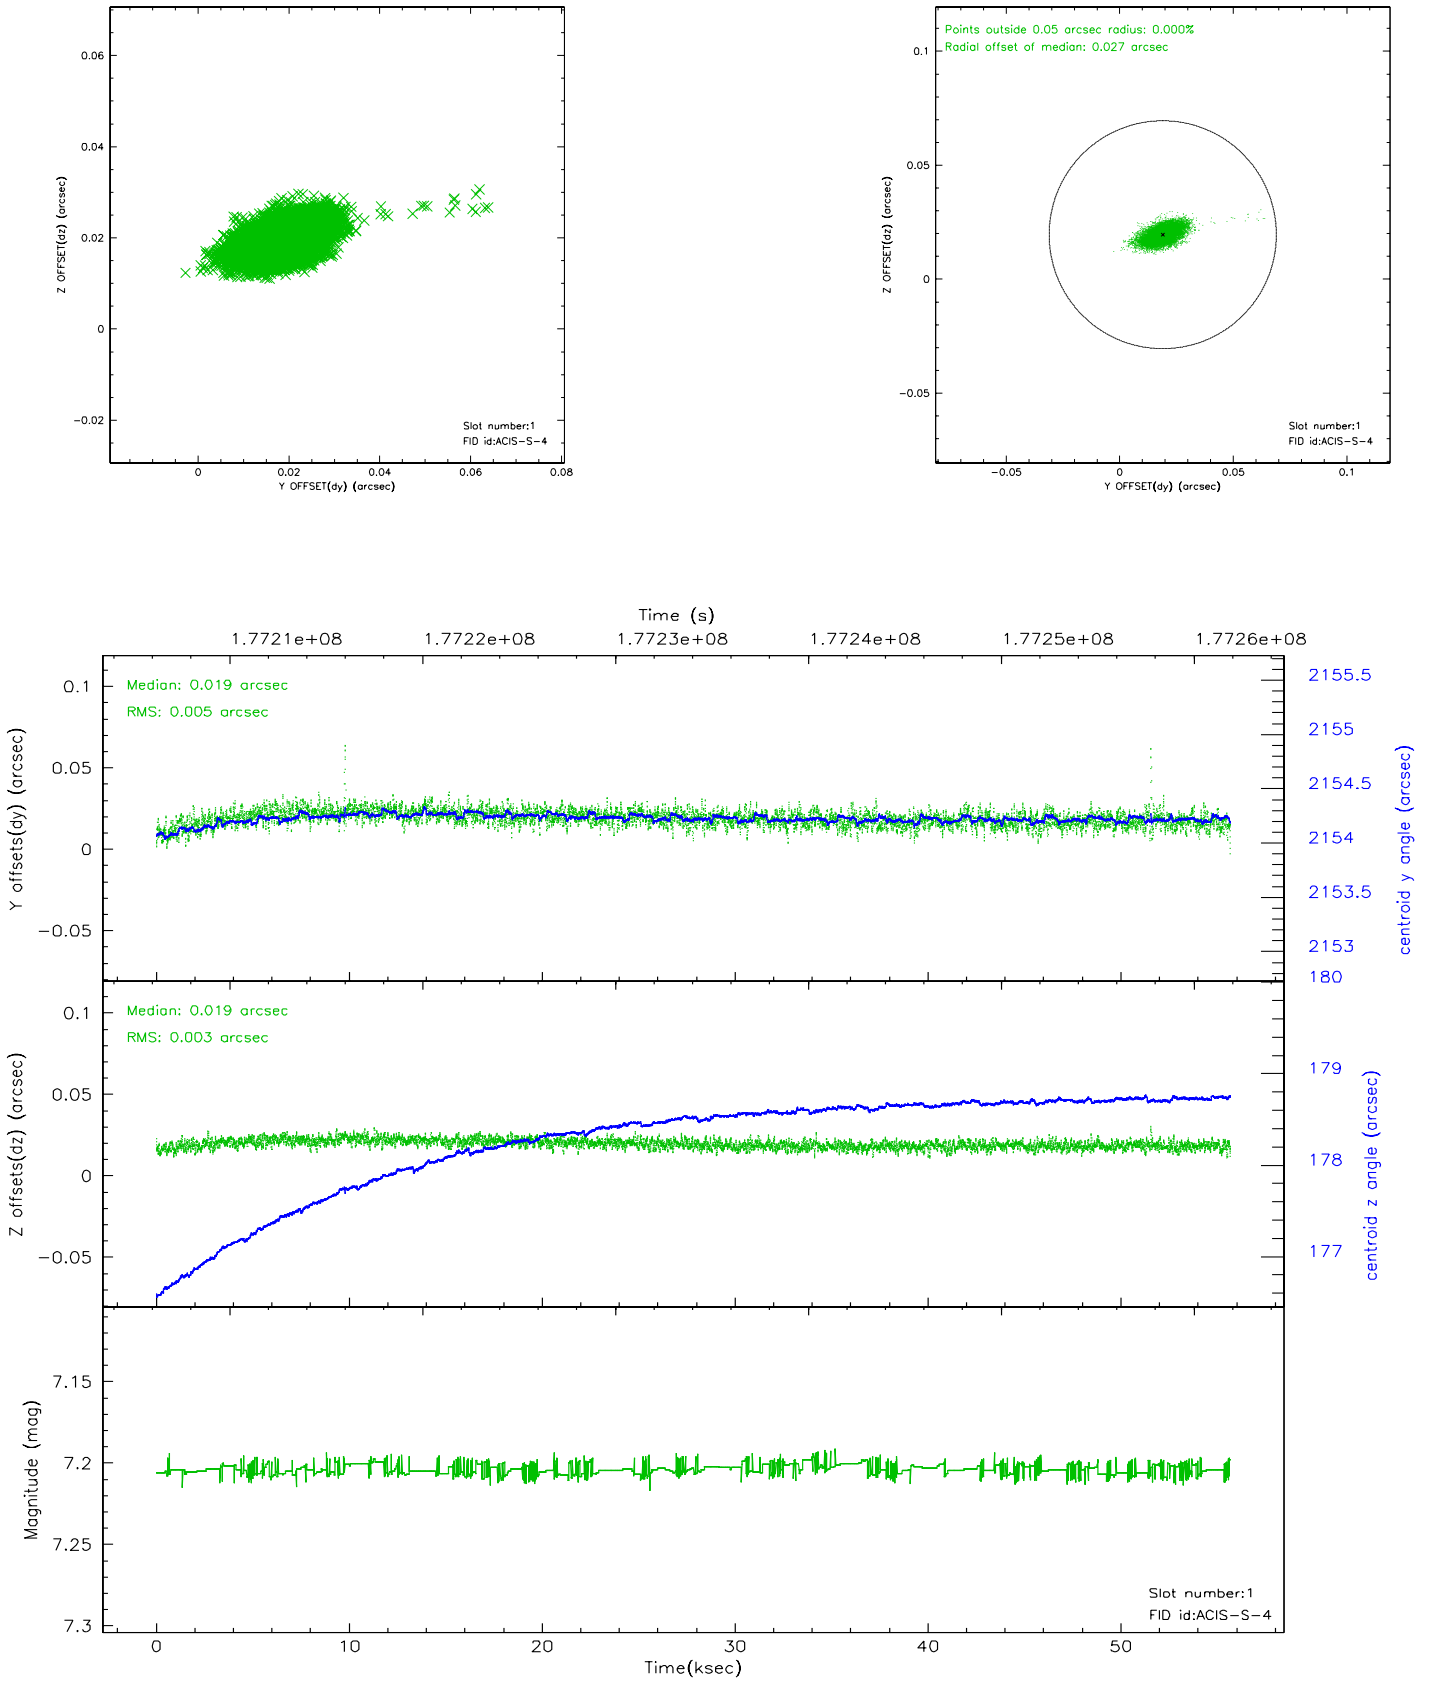 0.06
0.04
0.02
0
-0.02
Z OFFSET(dz) (arcsec)
Slot number:1
FID id:ACIS-S-4
0
0.02
0.04
0.06
0.08
Y OFFSET(dy) (arcsec)
Points outside 0.05 arcsec radius: 0.000%
Radial offset of median: 0.027 arcsec
0.1
0.05
0
-0.05
Z OFFSET(dz) (arcsec)
Slot number:1
FID id:ACIS-S-4
-0.05
0
0.05
0.1
Y OFFSET(dy) (arcsec)
Time (s)
1.7721e+08
1.7722e+08
1.7723e+08
1.7724e+08
1.7725e+08
1.7726e+08
Median: 0.019 arcsec
RMS: 0.005 arcsec
0.1
0.05
0
-0.05
Y offsets(dy) (arcsec)
2155.5
2155
2154.5
2154
2153.5
2153
centroid y angle (arcsec)
Median: 0.019 arcsec
RMS: 0.003 arcsec
0.1
0.05
0
-0.05
Z offsets(dz) (arcsec)
180
179
178
177
centroid z angle (arcsec)
7.15
7.2
7.25
7.3
Magnitude (mag)
Slot number:1
FID id:ACIS-S-4
0
10
20
30
40
50
Time(ksec)